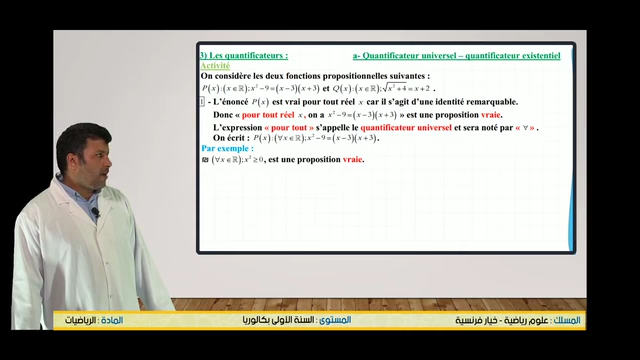 3) Les quantificateurs : a- Quantificateur universel – quantificateur existentiel
Activité
On considère les deux fonctions propositionnelles suivantes :
P(x):(x∈ℝ); x²−9=(x−3)(x+3) et Q(x):(x∈ℝ);√(x²+4)=x+2 .
1 - L'énoncé P(x) est vrai pour tout réel x car il s'agit d'une identité remarquable.
Donc « pour tout réel x, on a x²−9=(x−3)(x+3) » est une proposition vraie.
L'expression « pour tout » s'appelle le quantificateur universel et sera noté par « ∀ » .
On écrit : P(x):(∀x∈ℝ); x²−9=(x−3)(x+3).
Par exemple :
(∀x∈ℝ); x²≥0, est une proposition vraie.
المسلك : علوم رياضية - خيار فرنسية المستوى : السنة الأولى بكالوريا المادة : الرياضيات